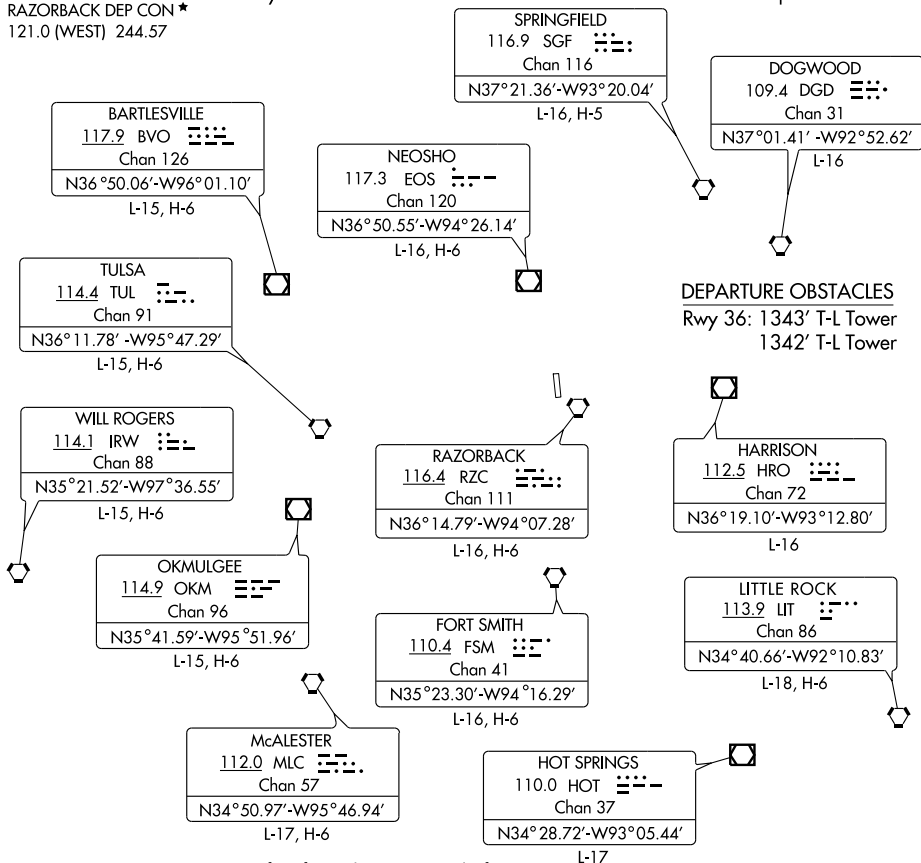 RAZORBACK DEP CON ★
121.0 (WEST) 244.57
SPRINGFIELD
116.9 SGF
Chan 116
N37°21.36′-W93°20.04′
L-16, H-5
DOGWOOD
109.4 DGD
Chan 31
N37°01.41′ -W92°52.62′
L-16
BARTLESVILLE
117.9 BVO
Chan 126
N36°50.06′-W96°01.10′
L-15, H-6
NEOSHO
117.3 EOS
Chan 120
N36°50.55′-W94°26.14′
L-16, H-6
TULSA
114.4 TUL
Chan 91
N36°11.78′ -W95°47.29′
L-15, H-6
DEPARTURE OBSTACLES
Rwy 36: 1343′ T-L Tower
1342′ T-L Tower
WILL ROGERS
114.1 IRW
Chan 88
N35°21.52′-W97°36.55′
L-15, H-6
RAZORBACK
116.4 RZC
Chan 111
N36°14.79′-W94°07.28′
L-16, H-6
HARRISON
112.5 HRO
Chan 72
N36°19.10′-W93°12.80′
L-16
OKMULGEE
114.9 OKM
Chan 96
N35°41.59′-W95°51.96′
L-15, H-6
FORT SMITH
110.4 FSM
Chan 41
N35°23.30′-W94°16.29′
L-16, H-6
LITTLE ROCK
113.9 LIT
Chan 86
N34°40.66′-W92°10.83′
L-18, H-6
McALESTER
112.0 MLC
Chan 57
N34°50.97′-W95°46.94′
L-17, H-6
HOT SPRINGS
110.0 HOT
Chan 37
N34°28.72′-W93°05.44′
L-17